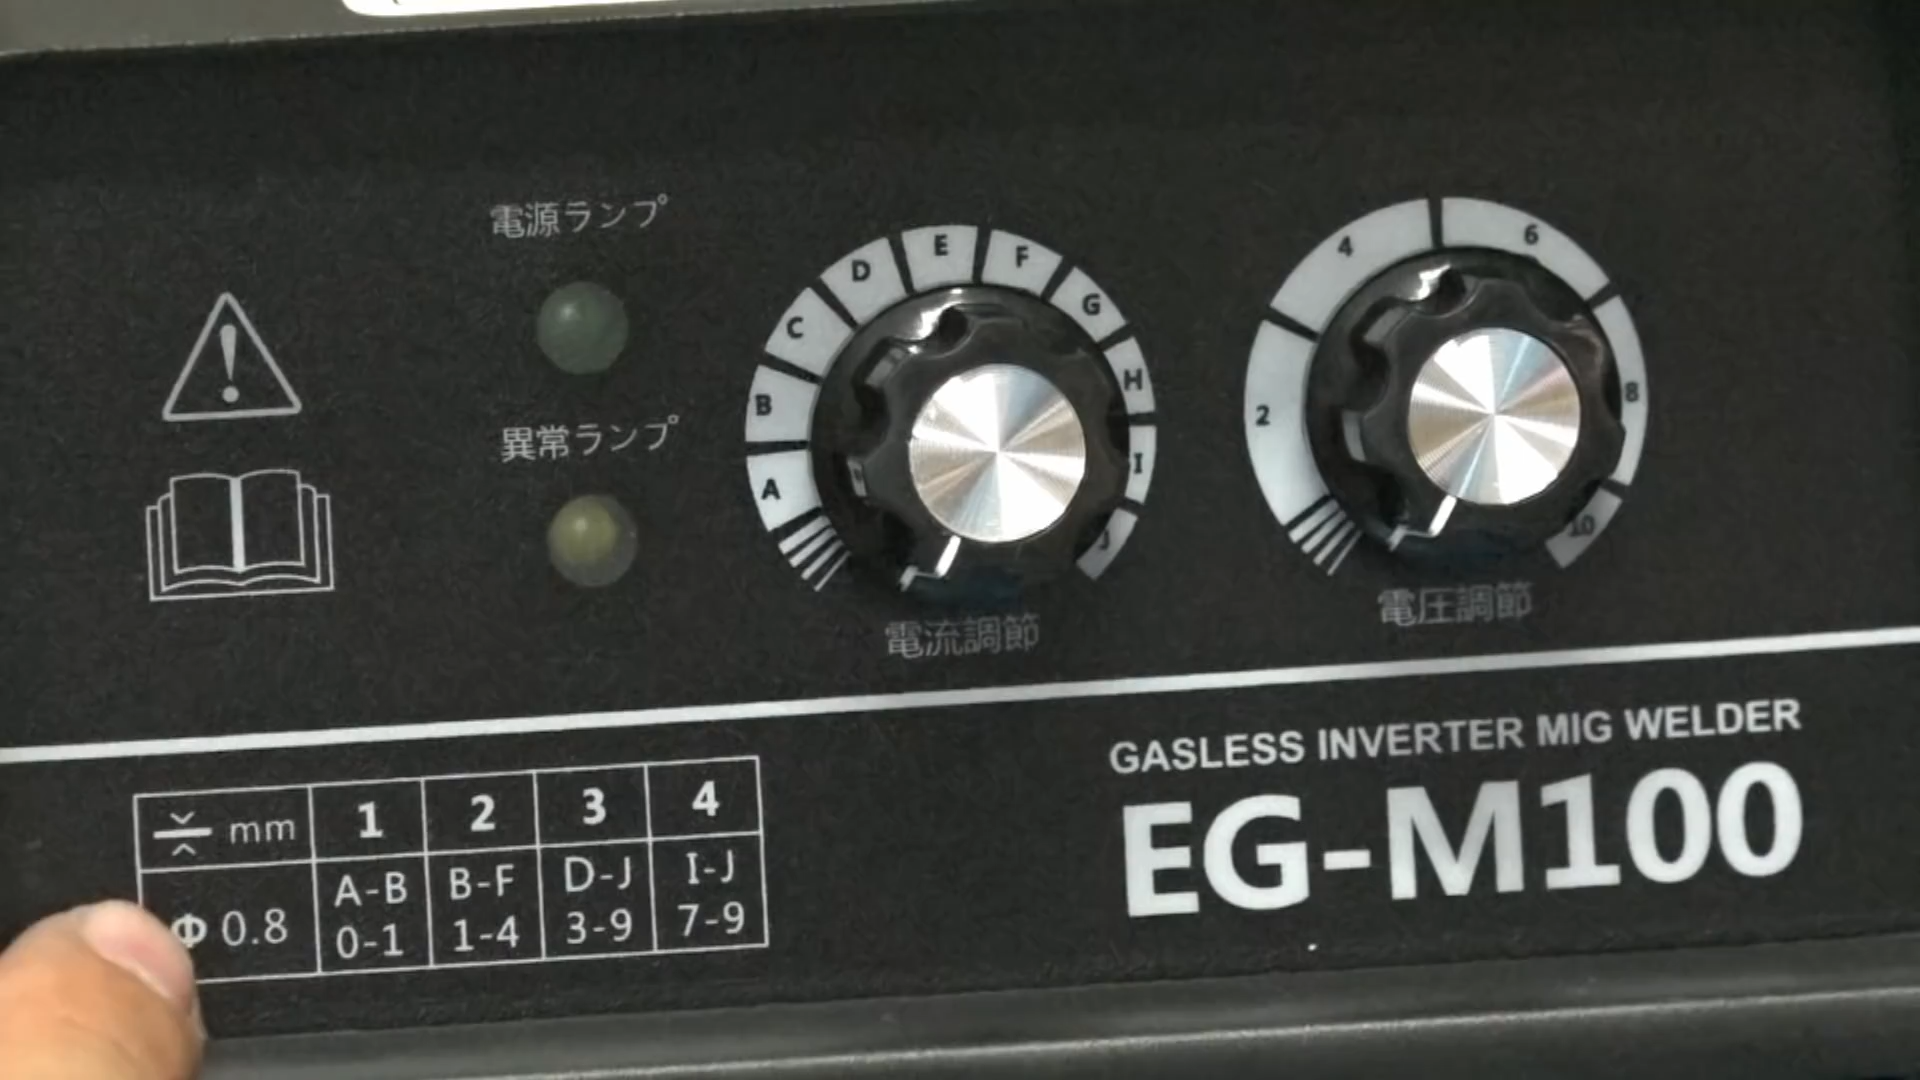 電源ランプ
異常ランプ
A B C D E F G H I J
電流調節
2 4 6 8 10
電圧調節
GASLESS INVERTER MIG WELDER
EG-M100
mm 1 2 3 4
Φ 0.8 A-B B-F D-J I-J
0-1 1-4 3-9 7-9